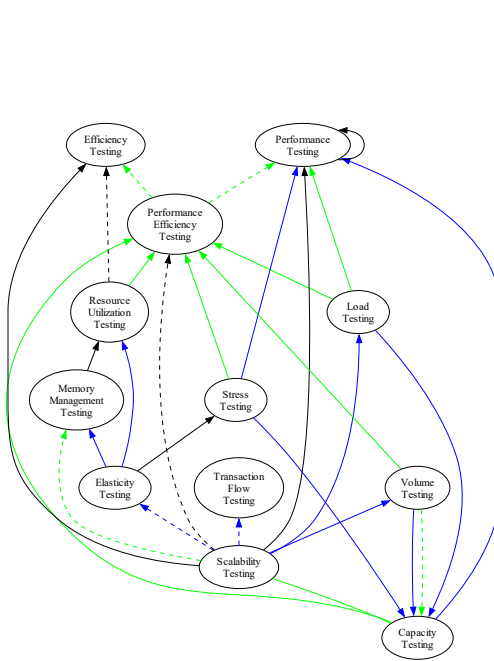 Efficiency
Testing
Performance
Testing
Performance
Efficiency
Testing
Resource
Utilization
Testing
Load
Testing
Memory
Management
Testing
Stress
Testing
Elasticity
Testing
Transaction
Flow
Testing
Volume
Testing
Scalability
Testing
Capacity
Testing